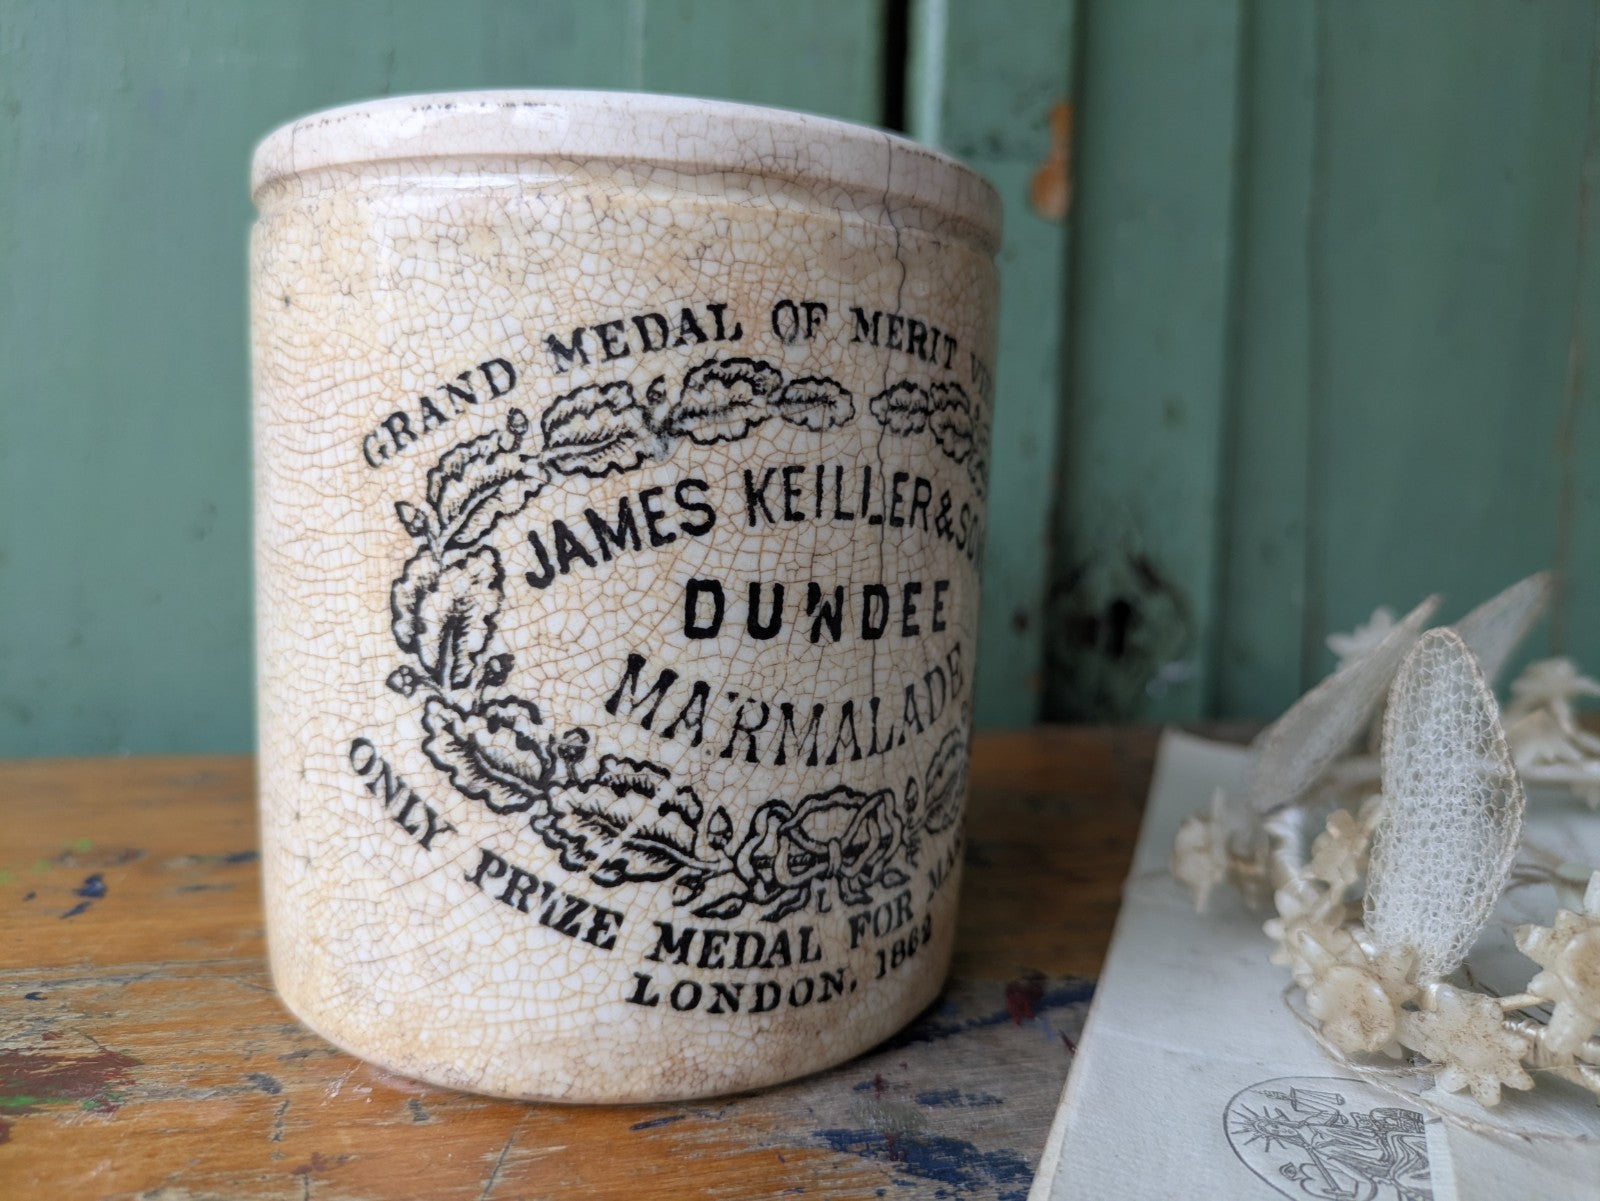 GRAND MEDAL OF MERIT
JAMES KEILLER &
DUNDEE
MARMALADE
ONLY PRIZE MEDAL FOR
LONDON, 1862